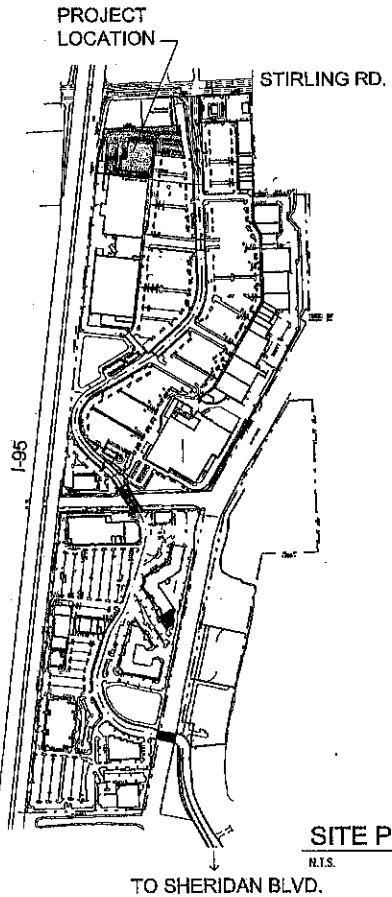 PROJECT
LOCATION
STIRLING RD.
I-95
SITE P
N.T.S.
TO SHERIDAN BLVD.